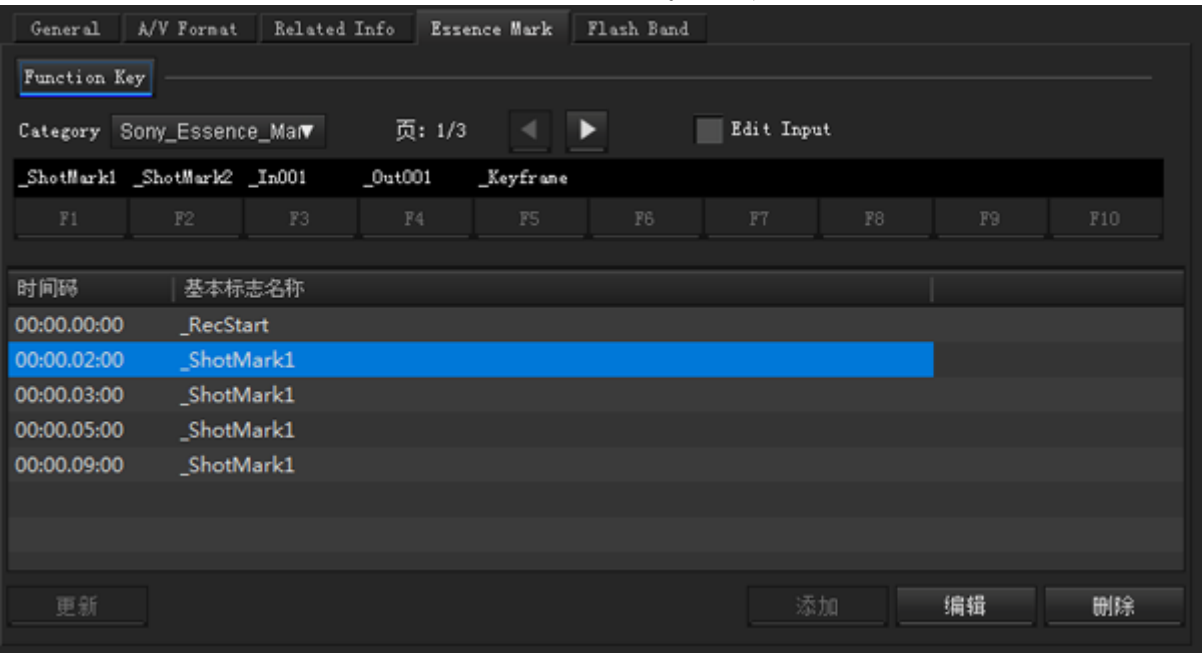 General A/V Format Related Info Essence Mark Flash Band
Function Key
Category Sony_Essence_Mar 页: 1/3 Edit Input
_ShotMark1 _ShotMark2 _In001 _Out001 _Keyframe
F1 F2 F3 F4 F5 F6 F7 F8 F9 F10
时间码 基本标志名称
00:00.00:00 _RecStart
00:00.02:00 _ShotMark1
00:00.03:00 _ShotMark1
00:00.05:00 _ShotMark1
00:00.09:00 _ShotMark1
更新 添加 编辑 删除